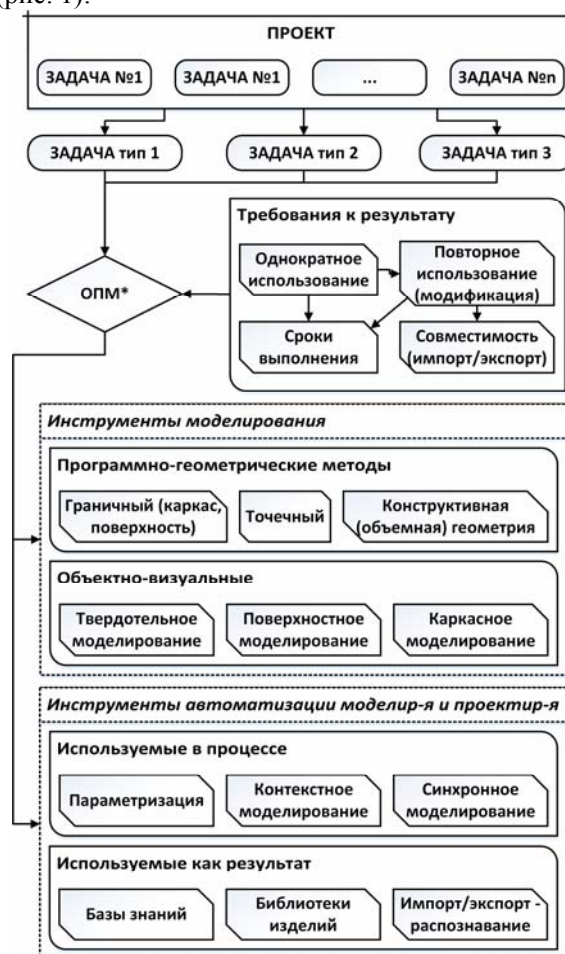 (рис. 1).
ПРОЕКТ
ЗАДАЧА №1 ЗАДАЧА №1 ... ЗАДАЧА №n
ЗАДАЧА тип 1 ЗАДАЧА тип 2 ЗАДАЧА тип 3
Требования к результату
Однократное
использование
Повторное
использование
(модификация)
ОПМ*
Сроки
выполнения
Совместимость
(импорт/экспорт)
Инструменты моделирования
Программно-геометрические методы
Граничный (каркас,
поверхность)
Точечный
Конструктивная
(объемная) геометрия
Объектно-визуальные
Твердотельное
моделирование
Поверхностное
моделирование
Каркасное
моделирование
Инструменты автоматизации моделир-я и проектир-я
Используемые в процессе
Параметризация
Контекстное
моделирование
Синхронное
моделирование
Используемые как результат
Базы знаний
Библиотеки
изделий
Импорт/экспорт -
распознавание